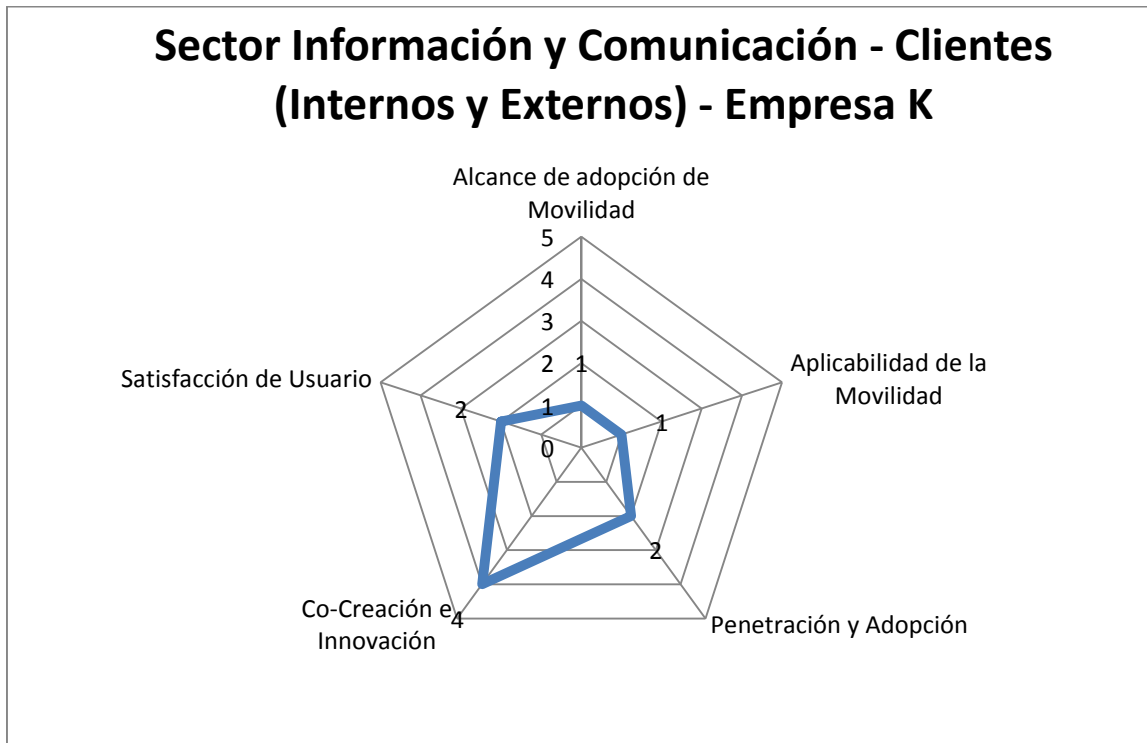 Sector Información y Comunicación - Clientes
(Internos y Externos) - Empresa K
Alcance de adopción de
Movilidad
5
4
3
2
1
1
0
Aplicabilidad de la
Movilidad
1
Satisfacción de Usuario
2
2
Penetración y Adopción
Co-Creación e
Innovación
4